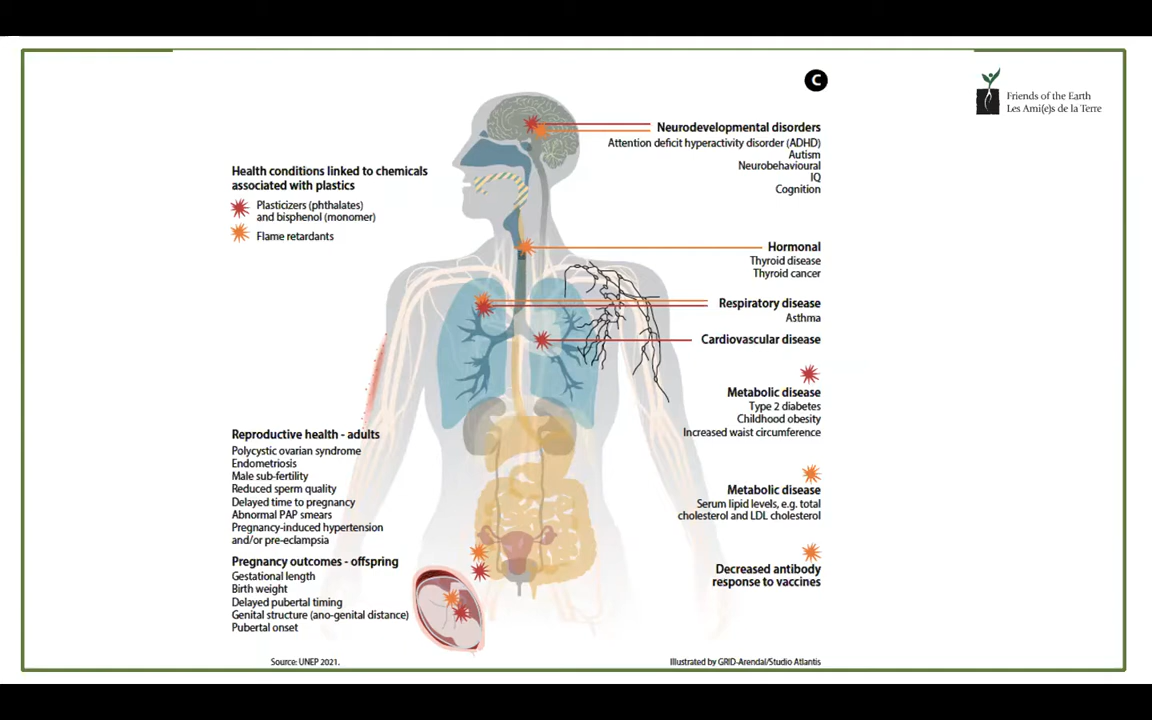 C
Friends of the Earth
Les Ami(e)s de la Terre
Health conditions linked to chemicals
associated with plastics
Plasticizers (phthalates)
and bisphenol (monomer)
Flame retardants
Neurodevelopmental disorders
Attention deficit hyperactivity disorder (ADHD)
Autism
Neurobehavioural
IQ
Cognition
Hormonal
Thyroid disease
Thyroid cancer
Respiratory disease
Asthma
Cardiovascular disease
Metabolic disease
Type 2 diabetes
Childhood obesity
Increased waist circumference
Metabolic disease
Serum lipid levels, e.g. total
cholesterol and LDL cholesterol
Decreased antibody
response to vaccines
Reproductive health - adults
Polycystic ovarian syndrome
Endometriosis
Male sub-fertility
Reduced sperm quality
Delayed time to pregnancy
Abnormal PAP smears
Pregnancy-induced hypertension
and/or pre-eclampsia
Pregnancy outcomes - offspring
Gestational length
Birth weight
Delayed pubertal timing
Genital structure (ano-genital distance)
Pubertal onset
Source: UNEP 2021.
Illustrated by GRID-Arendal/Studio Atlantis